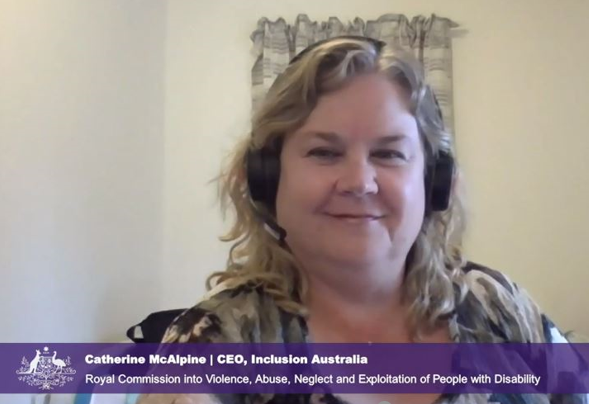 Catherine McAlpine | CEO, Inclusion Australia
Royal Commission into Violence, Abuse, Neglect and Exploitation of People with Disability